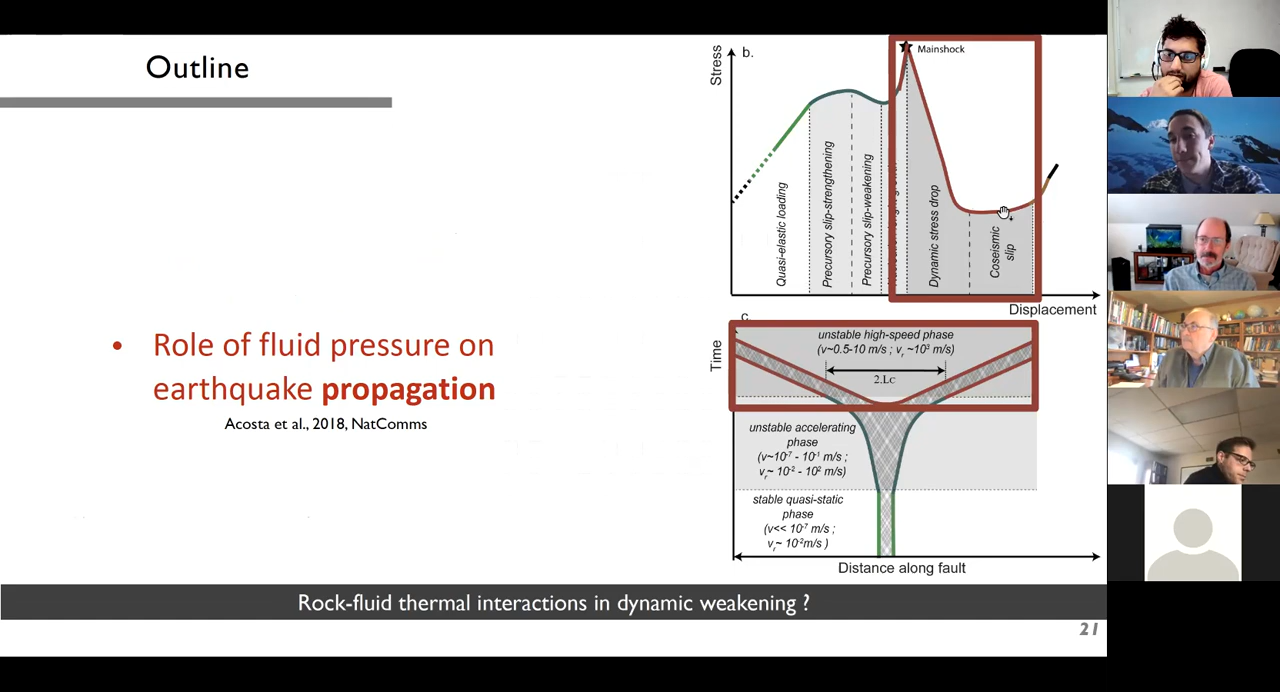 Outline
• Role of fluid pressure on
earthquake propagation
Acosta et al., 2018, NatComms
b.
Stress
Mainshock
Quasi-elastic loading
Precursory slip-strengthening
Precursory slip-weakening
Dynamic stress drop
Coseismic
slip
Displacement
c.
Time
unstable high-speed phase
(v~0.5-10 m/s ; vᵣ ~10³ m/s)
2.Lc
unstable accelerating
phase
(v~10⁻⁷ - 10⁻¹ m/s ;
vᵣ~ 10⁻² - 10² m/s)
stable quasi-static
phase
(v<< 10⁻⁷ m/s ;
vᵣ~ 10⁻²m/s )
Distance along fault
Rock-fluid thermal interactions in dynamic weakening ?
21